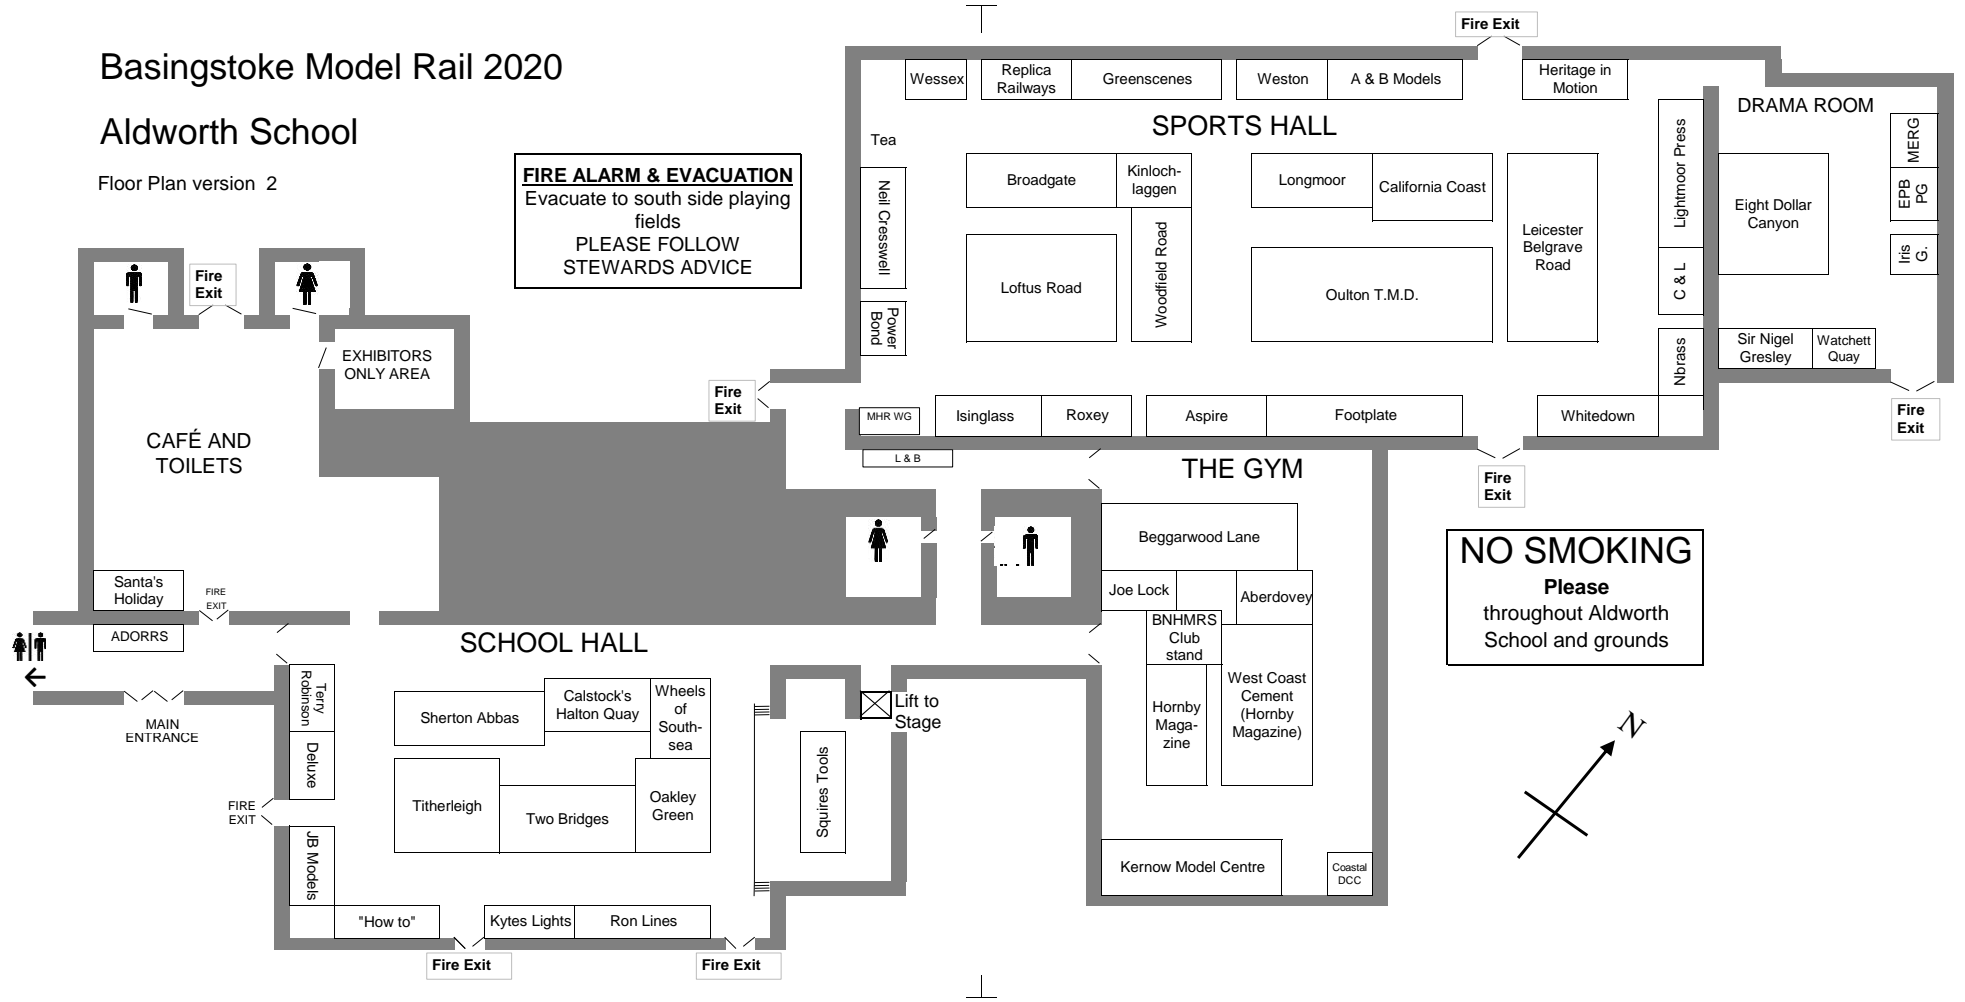 Basingstoke Model Rail 2020
Aldworth School
Floor Plan version 2
FIRE ALARM & EVACUATION
Evacuate to south side playing
fields
PLEASE FOLLOW
STEWARDS ADVICE
Fire Exit
Wessex
Replica
Railways
Greenscenes
Weston
A & B Models
Heritage in
Motion
SPORTS HALL
DRAMA ROOM
Tea
Neil Cresswell
Power
Bond
Broadgate
Kinloch-
laggen
Woodfield Road
Loftus Road
Longmoor
California Coast
Oulton T.M.D.
Leicester
Belgrave
Road
Lightmoor Press
C & L
Nbrass
Eight Dollar
Canyon
MERG
EPB
PG
Iris
G.
Sir Nigel
Gresley
Watchett
Quay
Fire
Exit
Fire
Exit
MHR WG
Isinglass
Roxey
Aspire
Footplate
Whitedown
Fire
Exit
L & B
Fire
Exit
EXHIBITORS
ONLY AREA
CAFÉ AND
TOILETS
Santa's
Holiday
FIRE
EXIT
ADORRS
MAIN
ENTRANCE
SCHOOL HALL
Terry
Robinson
Deluxe
FIRE
EXIT
JB Models
Sherton Abbas
Calstock's
Halton Quay
Wheels
of
South-
sea
Titherleigh
Two Bridges
Oakley
Green
Squires Tools
Lift to
Stage
"How to"
Kytes Lights
Ron Lines
Fire Exit
Fire Exit
THE GYM
Beggarwood Lane
Joe Lock
Aberdovey
BNHMRS
Club
stand
Hornby
Maga-
zine
West Coast
Cement
(Hornby
Magazine)
Kernow Model Centre
Coastal
DCC
NO SMOKING
Please
throughout Aldworth
School and grounds
N